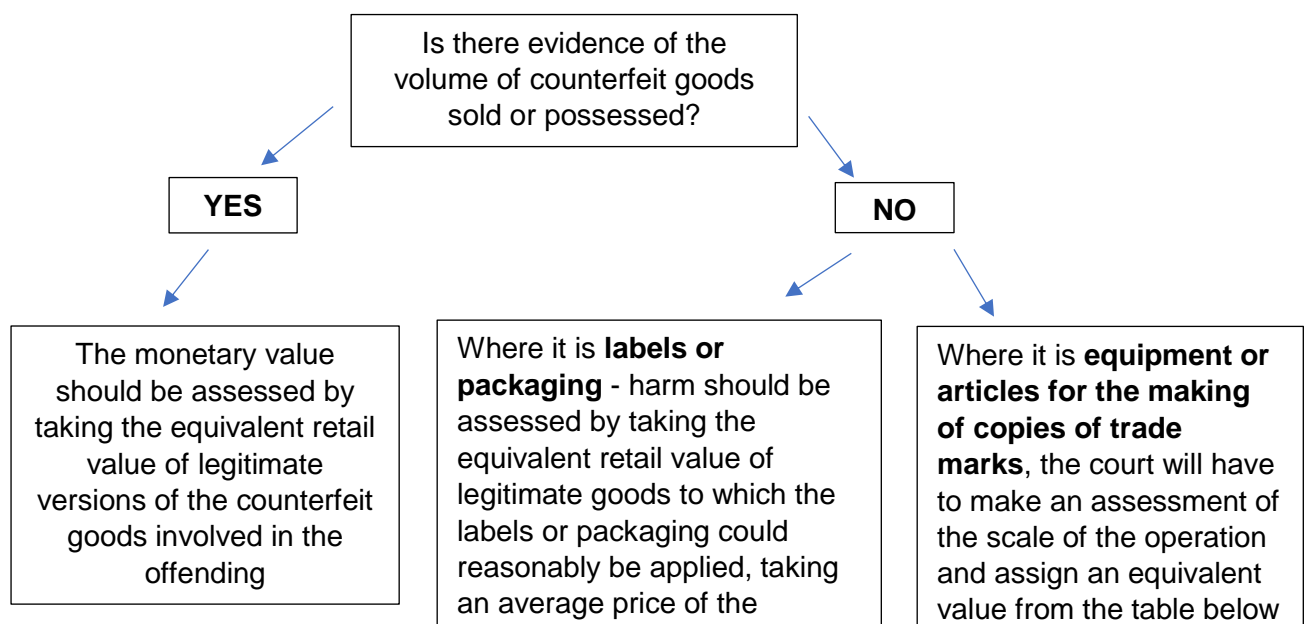 Is there evidence of the
volume of counterfeit goods
sold or possessed?
YES
NO
The monetary value
should be assessed by
taking the equivalent retail
value of legitimate
versions of the counterfeit
goods involved in the
offending
Where it is labels or
packaging - harm should be
assessed by taking the
equivalent retail value of
legitimate goods to which the
labels or packaging could
reasonably be applied, taking
an average price of the
Where it is equipment or
articles for the making
of copies of trade
marks, the court will have
to make an assessment of
the scale of the operation
and assign an equivalent
value from the table below